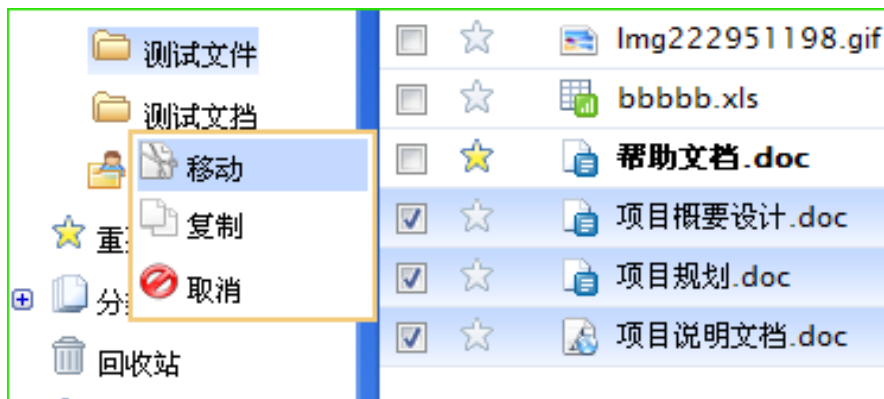 测试文件
测试文挡
移动
复制
取消
重
分
回收站
Img222951198.gif
bbbbb.xls
帮助文档.doc
项目概要设计.doc
项目规划.doc
项目说明文档.doc